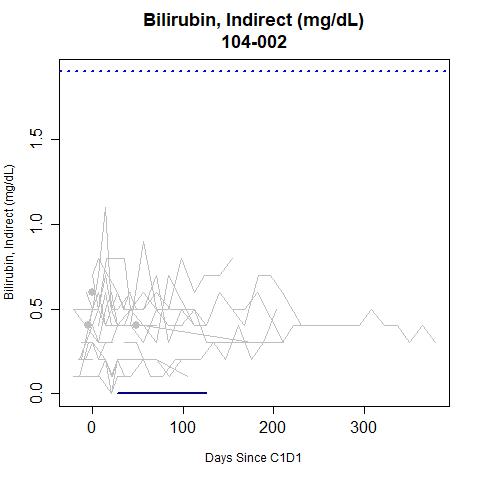 Bilirubin, Indirect (mg/dL)
104-002
Bilirubin, Indirect (mg/dL)
1.5
1.0
0.5
0.0
0 100 200 300
Days Since C1D1